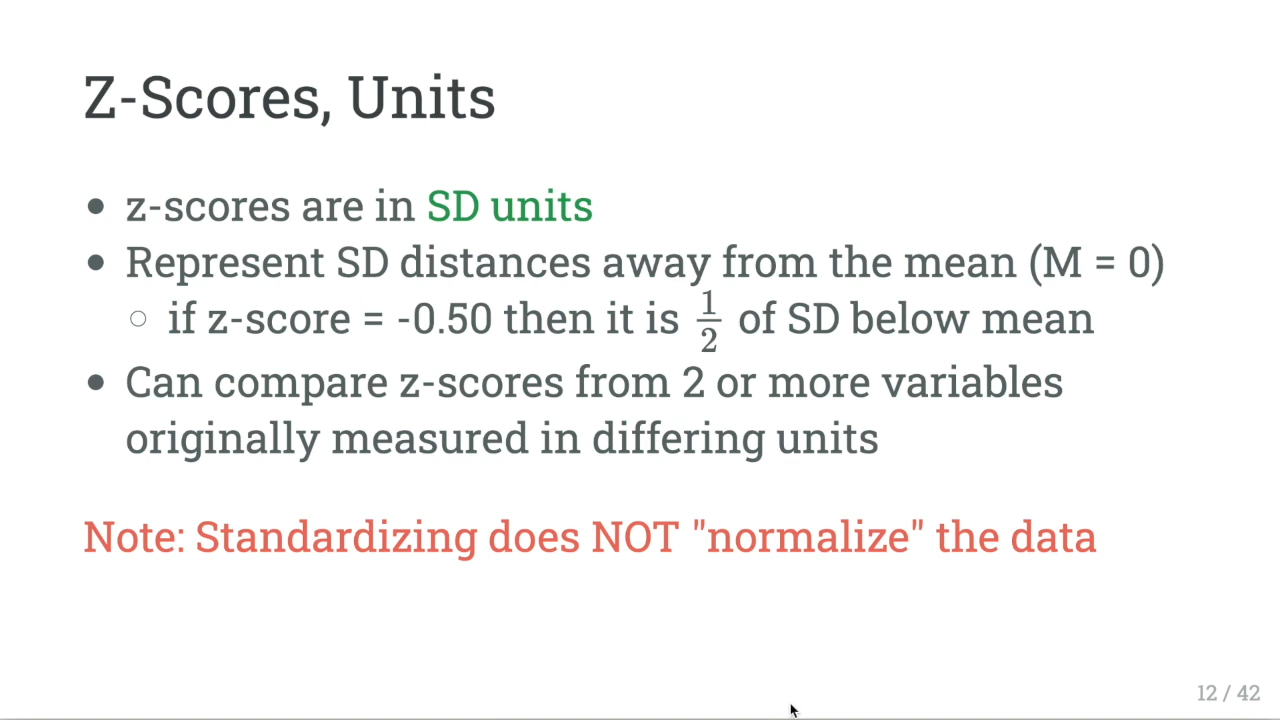 Z-Scores, Units
• z-scores are in SD units
• Represent SD distances away from the mean (M = 0)
○ if z-score = -0.50 then it is 1/2 of SD below mean
• Can compare z-scores from 2 or more variables
originally measured in differing units
Note: Standardizing does NOT "normalize" the data
12 / 42